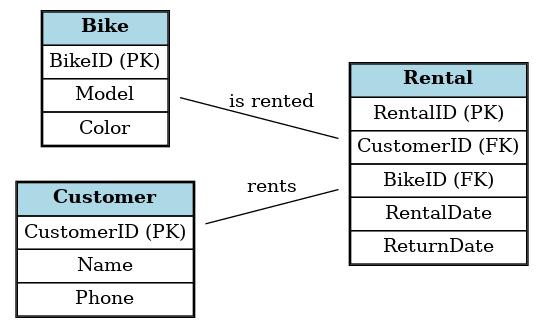 Bike
BikeID (PK)
Model
Color
is rented
Rental
RentalID (PK)
CustomerID (FK)
BikeID (FK)
RentalDate
ReturnDate
rents
Customer
CustomerID (PK)
Name
Phone